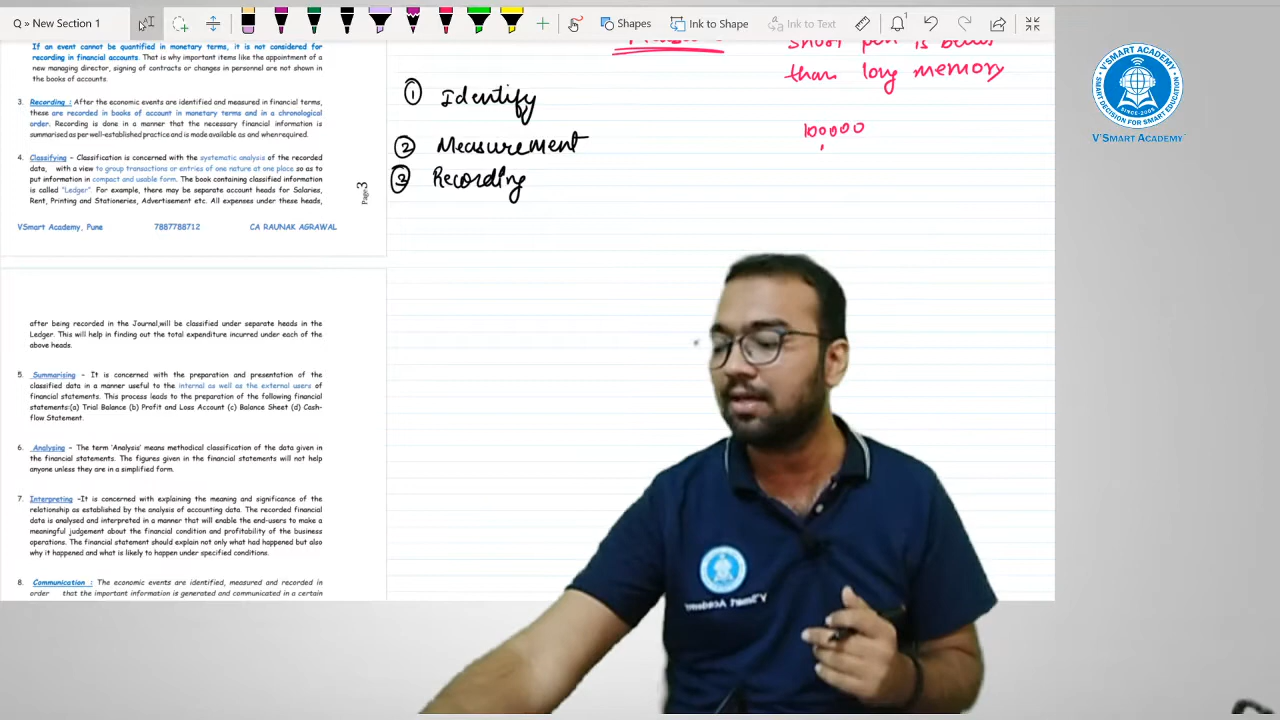 Q » New Section 1
Shapes
Ink to Shape
Ink to Text
If an event cannot be quantified in monetary terms, it is not considered for
recording in financial accounts. That is why important items like the appointment of a
new managing director, signing of contracts or changes in personnel are not shown in
the books of accounts.
3. Recording : After the economic events are identified and measured in financial terms,
these are recorded in books of account in monetary terms and in a chronological
order. Recording is done in a manner that the necessary financial information is
summarised as per well-established practice and is made available as and when required.
4. Classifying – Classification is concerned with the systematic analysis of the recorded
data, with a view to group transactions or entries of one nature at one place so as to
put information in compact and usable form. The book containing classified information
is called "Ledger". For example, there may be separate account heads for Salaries,
Rent, Printing and Stationeries, Advertisement etc. All expenses under these heads,
Page 3
VSmart Academy, Pune 7887788712 CA RAUNAK AGRAWAL
after being recorded in the Journal,will be classified under separate heads in the
Ledger. This will help in finding out the total expenditure incurred under each of the
above heads.
5. Summarising – It is concerned with the preparation and presentation of the
classified data in a manner useful to the internal as well as the external users of
financial statements. This process leads to the preparation of the following financial
statements:(a) Trial Balance (b) Profit and Loss Account (c) Balance Sheet (d) Cash-
flow Statement.
6. Analysing – The term 'Analysis' means methodical classification of the data given in
the financial statements. The figures given in the financial statements will not help
anyone unless they are in a simplified form.
7. Interpreting –It is concerned with explaining the meaning and significance of the
relationship as established by the analysis of accounting data. The recorded financial
data is analysed and interpreted in a manner that will enable the end-users to make a
meaningful judgement about the financial condition and profitability of the business
operations. The financial statement should explain not only what had happened but also
why it happened and what is likely to happen under specified conditions.
8. Communication : The economic events are identified, measured and recorded in
order that the important information is generated and communicated in a certain
short pen is better
than long memory
100000
① Identify
② Measurement
③ Recording
V'SMART ACADEMY
SINCE-2005
SMART DECISION FOR SMART EDUCATION
V'SMART ACADEMY
V'Smart Academy